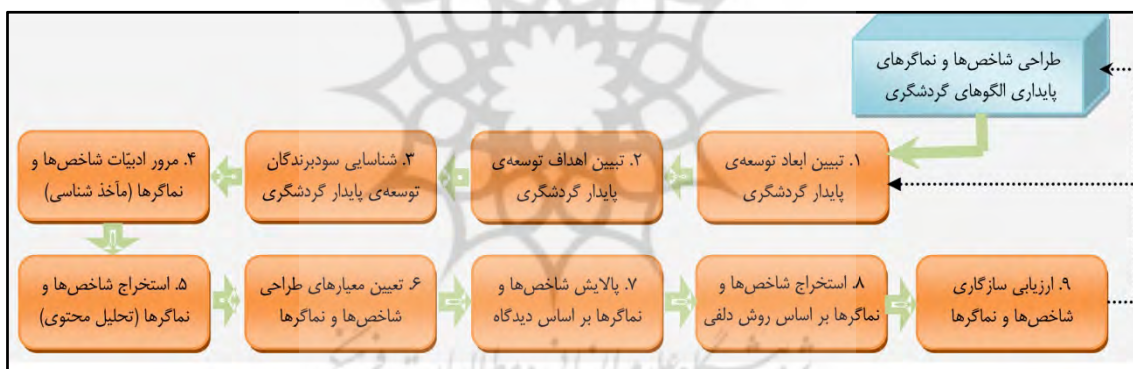 طراحی شاخص‌ها و نماگرهای
پایداری الگوهای گردشگری
۱. تبیین ابعاد توسعه‌ی
پایدار گردشگری
۲. تبیین اهداف توسعه‌ی
پایدار گردشگری
۳. شناسایی سودبرندگان
توسعه‌ی پایدار گردشگری
۴. مرور ادبیّات شاخص‌ها و
نماگرها (مآخذ شناسی)
۵. استخراج شاخص‌ها و
نماگرها (تحلیل محتوی)
۶. تعیین معیارهای طراحی
شاخص‌ها و نماگرها
۷. پالایش شاخص‌ها و
نماگرها بر اساس دیدگاه
۸. استخراج شاخص‌ها و
نماگرها بر اساس روش دلفی
۹. ارزیابی سازگاری
شاخص‌ها و نماگرها